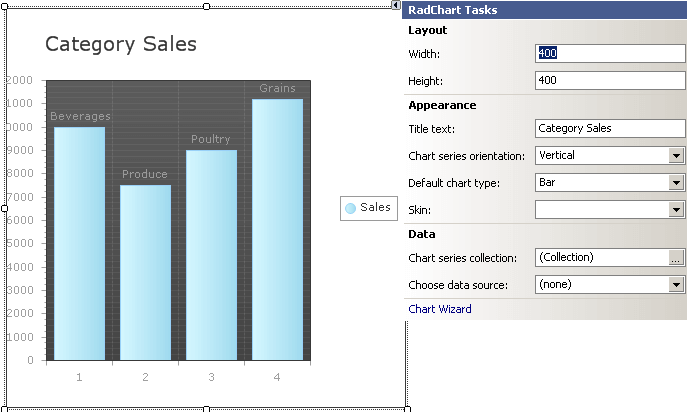 Category Sales
2000
1000
0000
9000
8000
7000
6000
5000
4000
3000
2000
1000
0
Beverages
Produce
Poultry
Grains
1 2 3 4
Sales
RadChart Tasks
Layout
Width: 400
Height: 400
Appearance
Title text: Category Sales
Chart series orientation: Vertical
Default chart type: Bar
Skin:
Data
Chart series collection: (Collection) ...
Choose data source: (none)
Chart Wizard